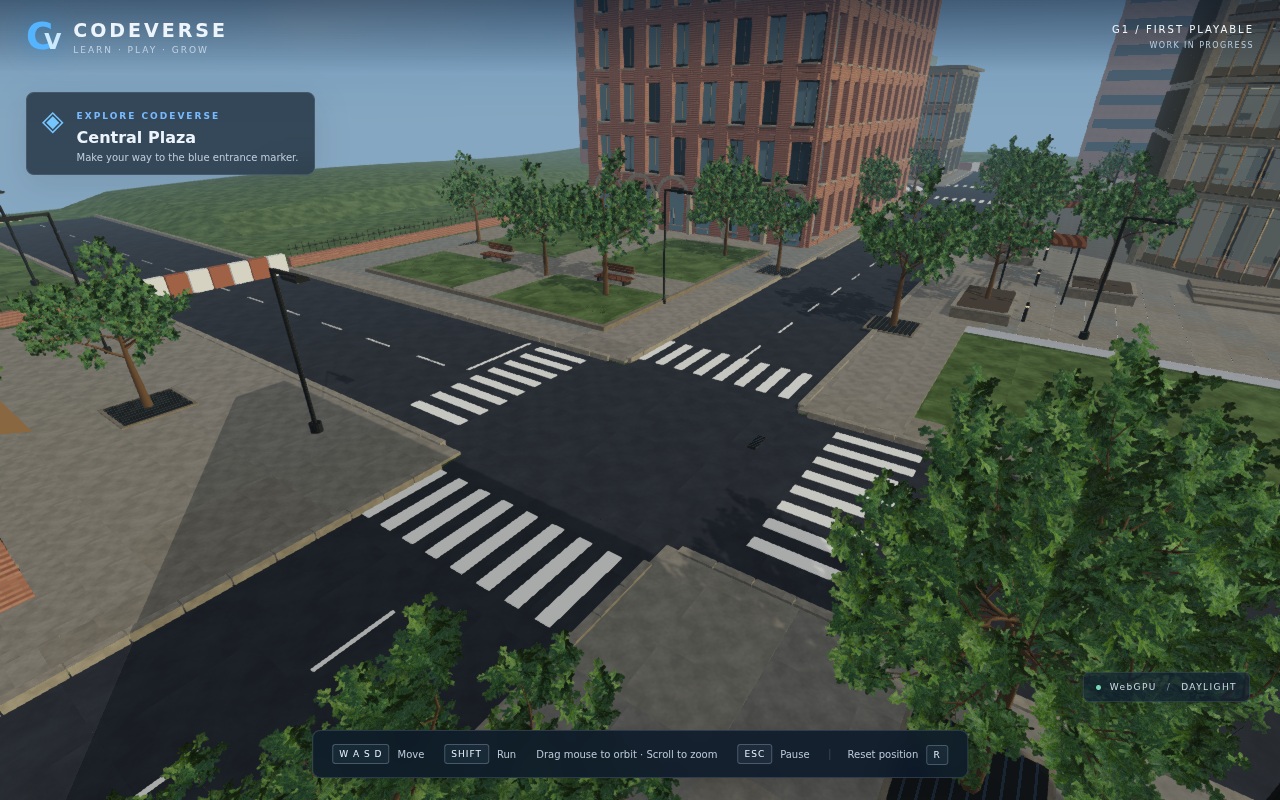 CV CODEVERSE
LEARN · PLAY · GROW
G1 / FIRST PLAYABLE
WORK IN PROGRESS
EXPLORE CODEVERSE
Central Plaza
Make your way to the blue entrance marker.
WebGPU / DAYLIGHT
W A S D Move SHIFT Run Drag mouse to orbit · Scroll to zoom ESC Pause Reset position R